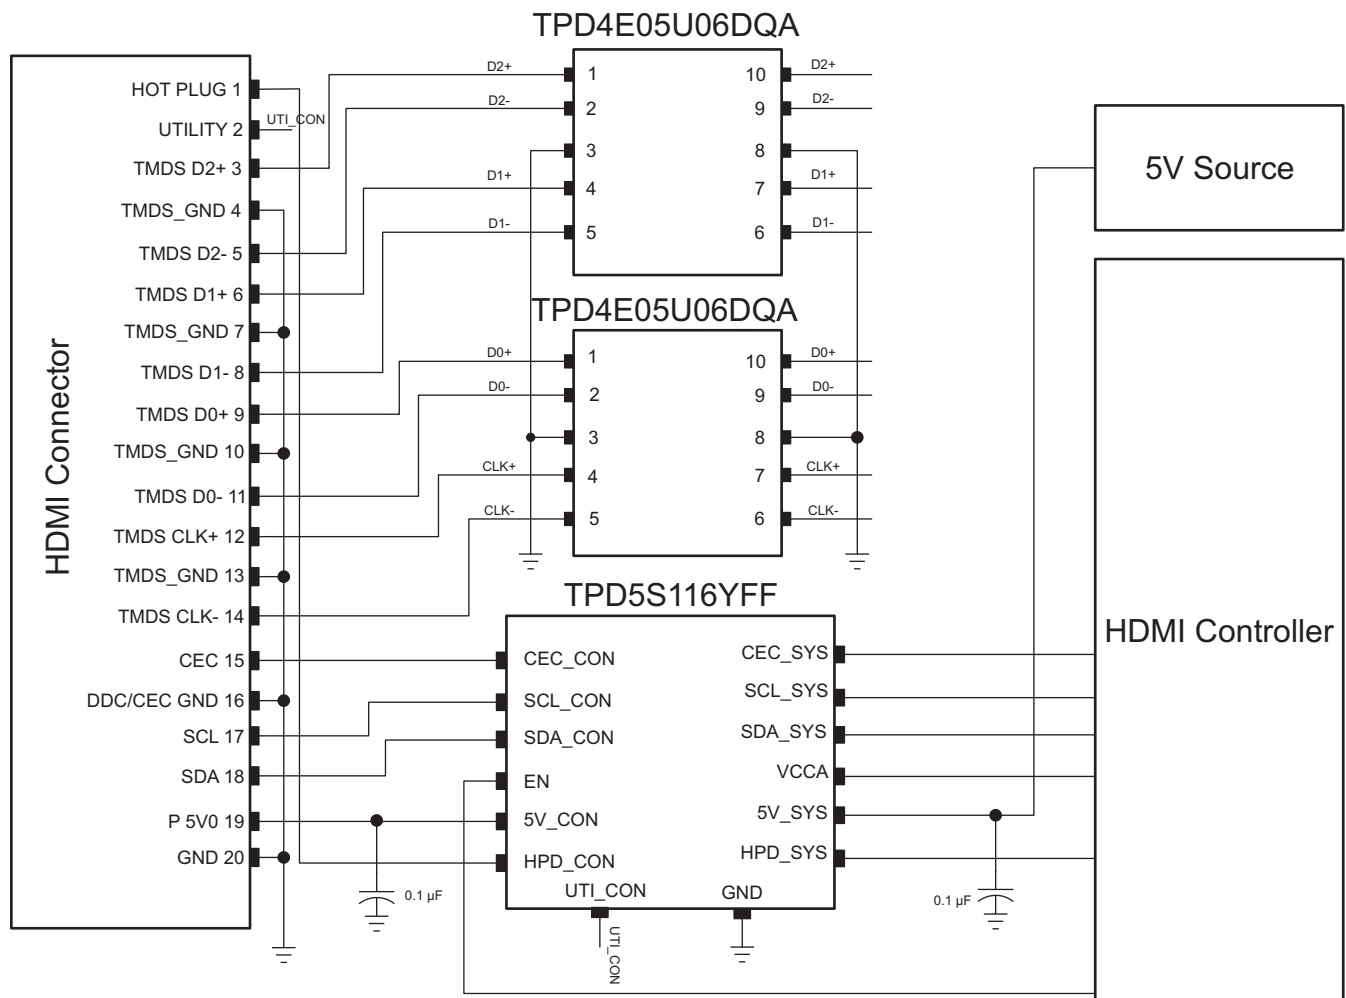 TPD4E05U06DQA
HDMI Connector
HOT PLUG 1
UTILITY 2
UTI_CON
TMDS D2+ 3
TMDS_GND 4
TMDS D2- 5
TMDS D1+ 6
TMDS_GND 7
TMDS D1- 8
TMDS D0+ 9
TMDS_GND 10
TMDS D0- 11
TMDS CLK+ 12
TMDS_GND 13
TMDS CLK- 14
CEC 15
DDC/CEC GND 16
SCL 17
SDA 18
P 5V0 19
GND 20
D2+ 1 10 D2+
D2- 2 9 D2-
3 8
D1+ 4 7 D1+
D1- 5 6 D1-
TPD4E05U06DQA
D0+ 1 10 D0+
D0- 2 9 D0-
3 8
CLK+ 4 7 CLK+
CLK- 5 6 CLK-
TPD5S116YFF
CEC_CON CEC_SYS
SCL_CON SCL_SYS
SDA_CON SDA_SYS
EN VCCA
5V_CON 5V_SYS
HPD_CON HPD_SYS
UTI_CON GND
UTI_CON
0.1 µF
0.1 µF
5V Source
HDMI Controller